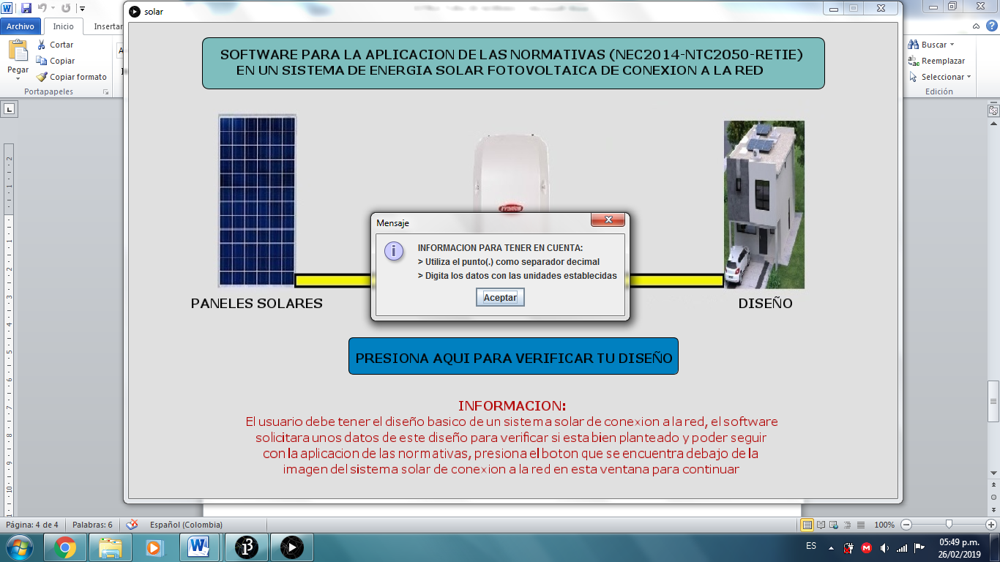 solar
Archivo
Inicio
Insertar
Pegar
Cortar
Copiar
Copiar formato
Portapapeles
Buscar
Reemplazar
Seleccionar
Edición
SOFTWARE PARA LA APLICACION DE LAS NORMATIVAS (NEC2014-NTC2050-RETIE)
EN UN SISTEMA DE ENERGIA SOLAR FOTOVOLTAICA DE CONEXION A LA RED
Mensaje
INFORMACION PARA TENER EN CUENTA:
> Utiliza el punto(.) como separador decimal
> Digita los datos con las unidades establecidas
Aceptar
PANELES SOLARES
DISEÑO
PRESIONA AQUI PARA VERIFICAR TU DISEÑO
INFORMACION:
El usuario debe tener el diseño basico de un sistema solar de conexion a la red, el software
solicitara unos datos de este diseño para verificar si esta bien planteado y poder seguir
con la aplicacion de las normativas, presiona el boton que se encuentra debajo de la
imagen del sistema solar de conexion a la red en esta ventana para continuar
Página: 4 de 4
Palabras: 6
Español (Colombia)
100%
ES
05:49 p.m.
26/02/2019